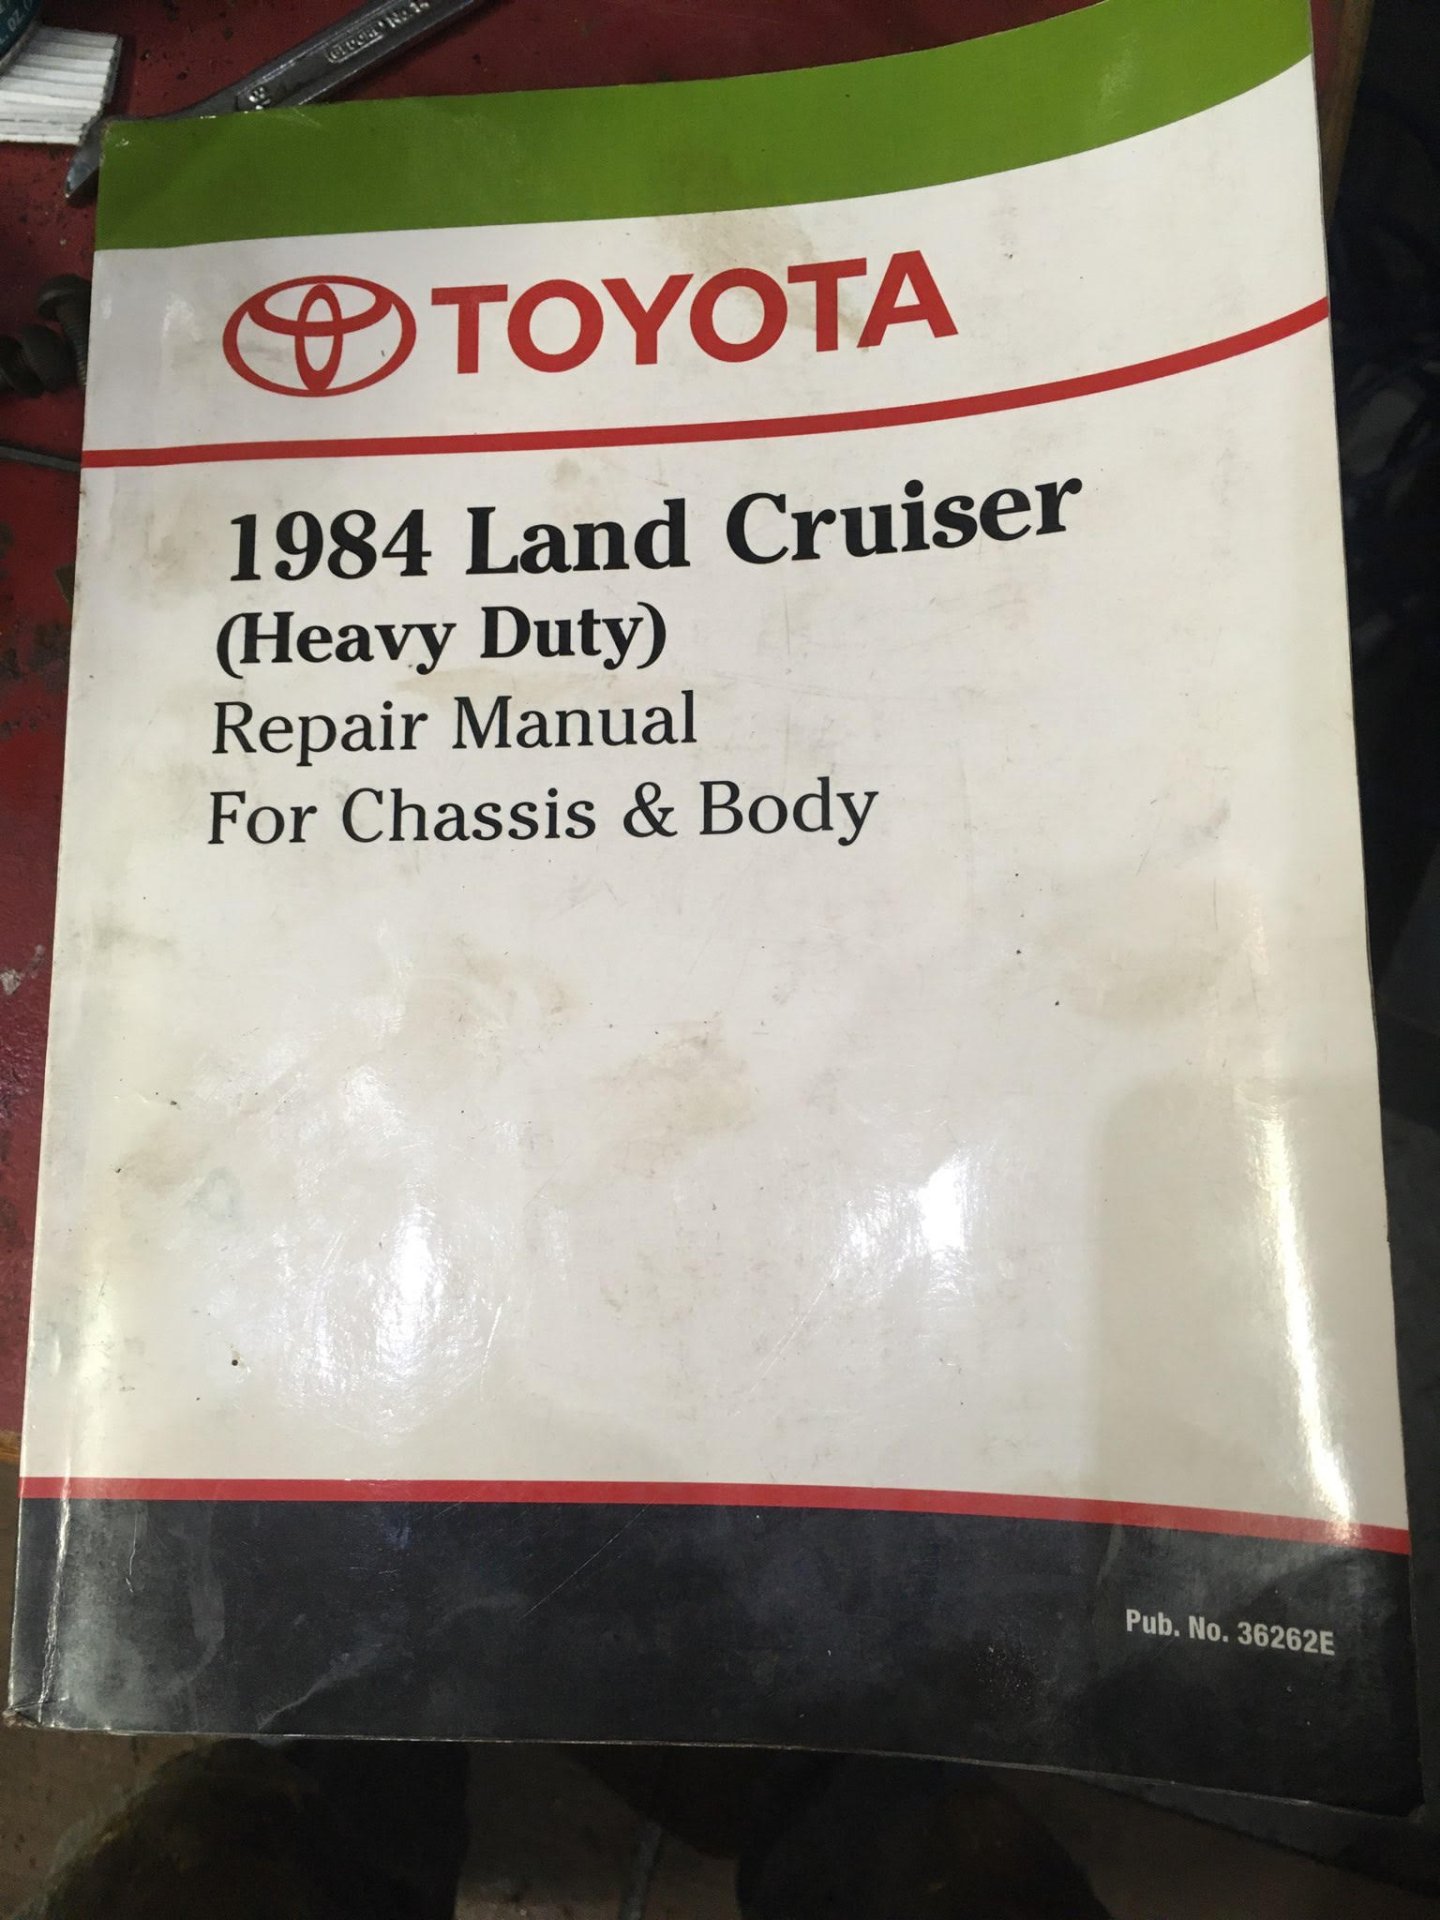 TOYOTA
1984 Land Cruiser
(Heavy Duty)
Repair Manual
For Chassis & Body
Pub. No. 36262E